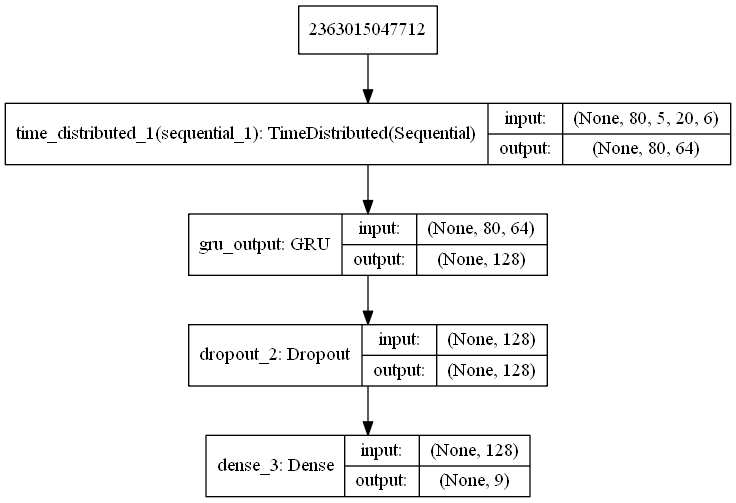 2363015047712
time_distributed_1(sequential_1): TimeDistributed(Sequential)
input: (None, 80, 5, 20, 6)
output: (None, 80, 64)
gru_output: GRU
input: (None, 80, 64)
output: (None, 128)
dropout_2: Dropout
input: (None, 128)
output: (None, 128)
dense_3: Dense
input: (None, 128)
output: (None, 9)